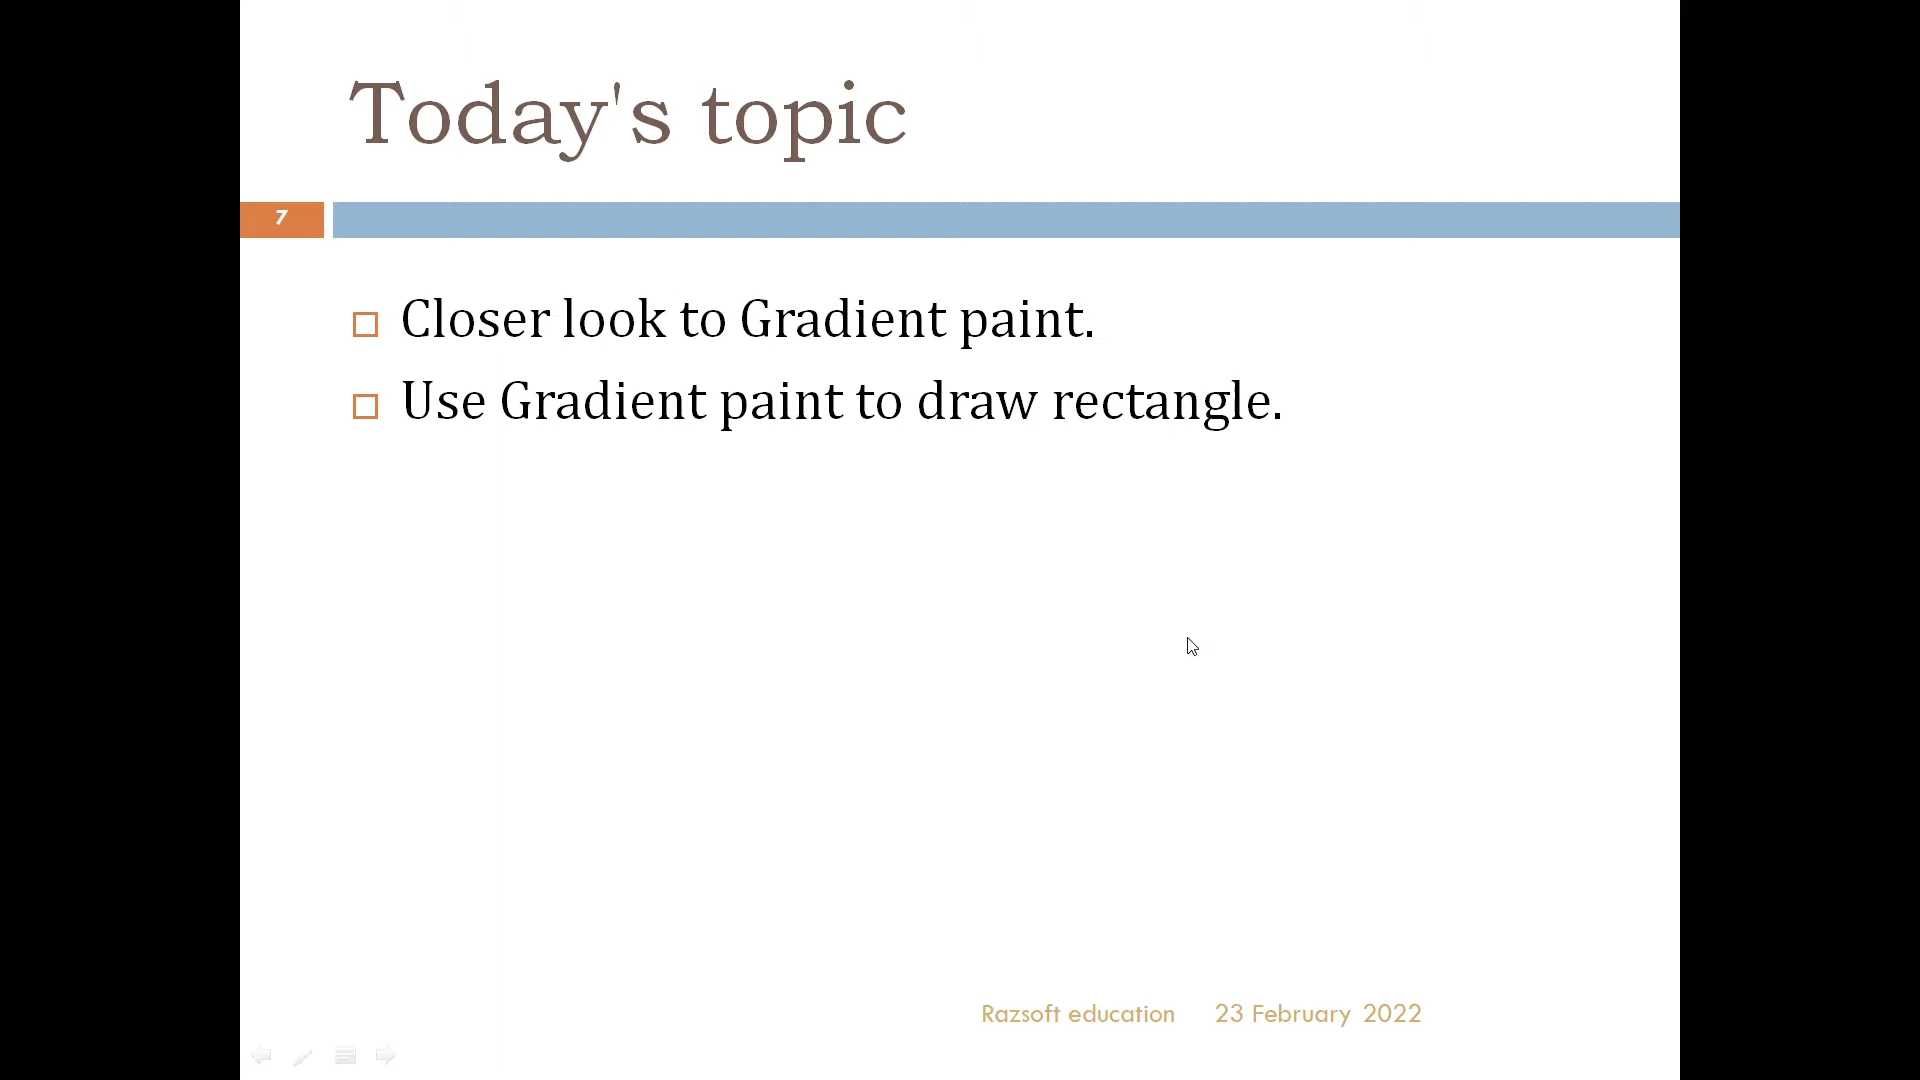 Today's topic
7
Closer look to Gradient paint.
Use Gradient paint to draw rectangle.
Razsoft education 23 February 2022